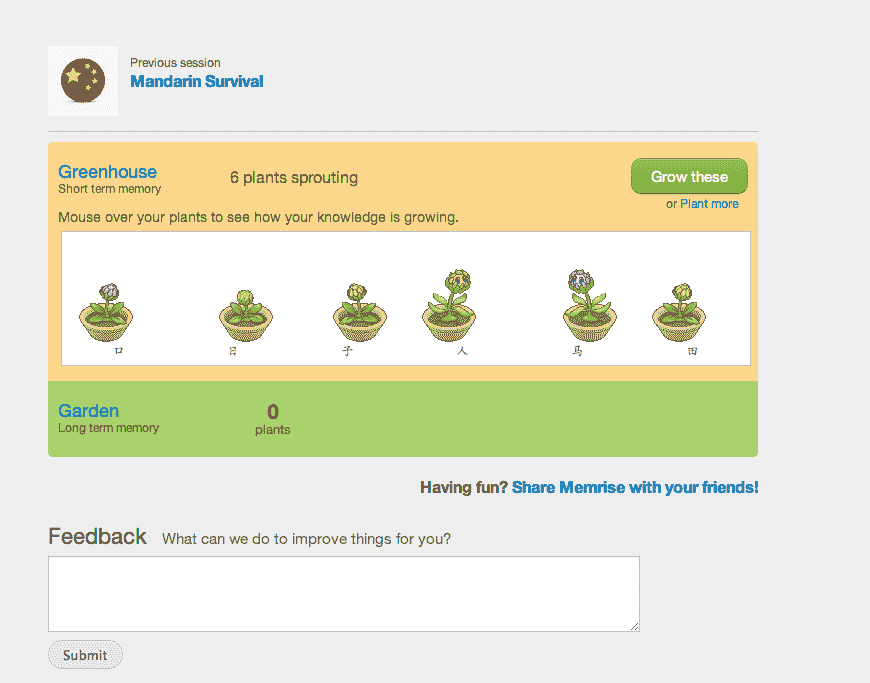 Previous session
Mandarin Survival
Greenhouse
Short term memory
6 plants sprouting
Grow these
or Plant more
Mouse over your plants to see how your knowledge is growing.
口 日 子 人 马 田
Garden
Long term memory
0
plants
Having fun? Share Memrise with your friends!
Feedback What can we do to improve things for you?
Submit